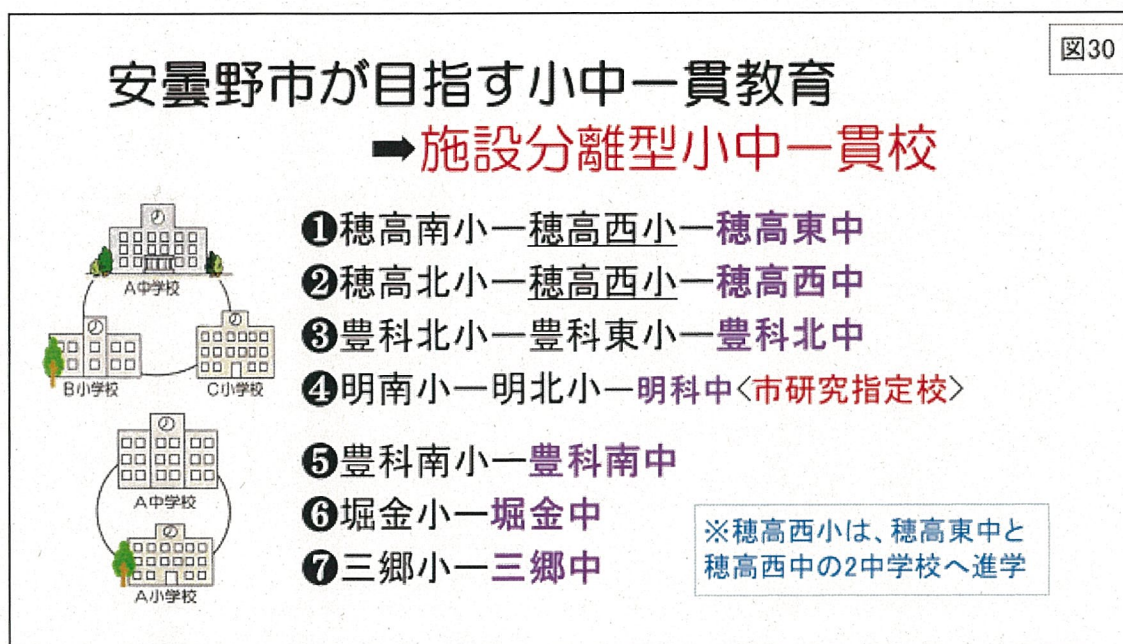 図30
安曇野市が目指す小中一貫教育
➡施設分離型小中一貫校
A中学校
B小学校
C小学校
❶穂高南小ー穂高西小ー穂高東中
❷穂高北小ー穂高西小ー穂高西中
❸豊科北小ー豊科東小ー豊科北中
❹明南小ー明北小ー明科中<市研究指定校>
A中学校
A小学校
❺豊科南小ー豊科南中
❻堀金小ー堀金中
❼三郷小ー三郷中
※穂高西小は、穂高東中と
穂高西中の2中学校へ進学